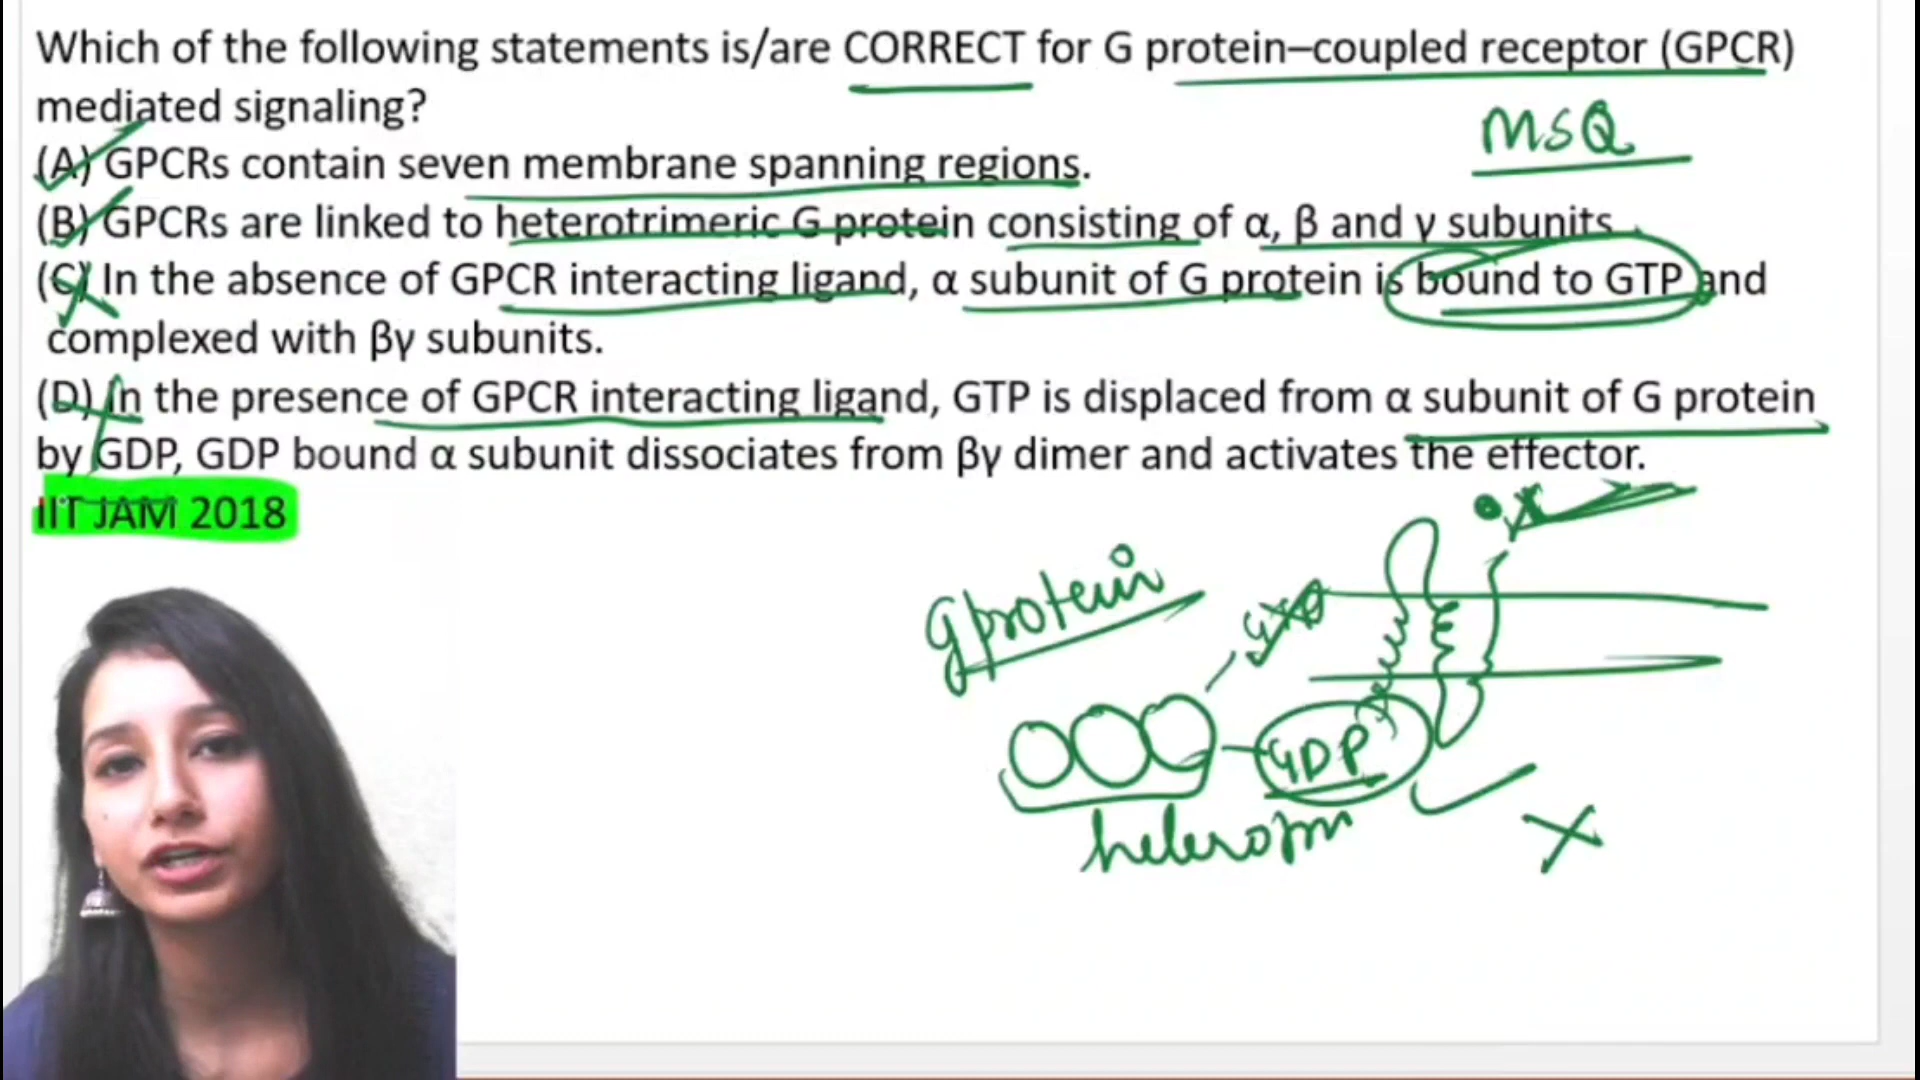 Which of the following statements is/are CORRECT for G protein–coupled receptor (GPCR)
mediated signaling?
MSQ
(A) GPCRs contain seven membrane spanning regions.
(B) GPCRs are linked to heterotrimeric G protein consisting of α, β and γ subunits.
(C) In the absence of GPCR interacting ligand, α subunit of G protein is bound to GTP and
complexed with βγ subunits.
(D) In the presence of GPCR interacting ligand, GTP is displaced from α subunit of G protein
by GDP, GDP bound α subunit dissociates from βγ dimer and activates the effector.
IIT JAM 2018
Gprotein
GDP